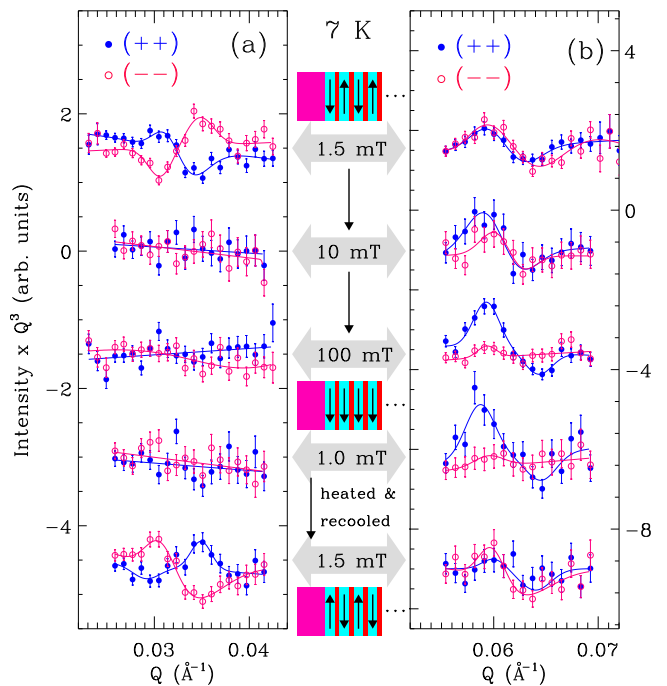 (++)
(−−)
(a)
7 K
(++)
(−−)
(b)
...
1.5 mT
10 mT
100 mT
...
1.0 mT
heated &
recooled
1.5 mT
...
Intensity x Q³ (arb. units)
2
0
−2
−4
4
0
−4
−8
0.03
0.04
Q (Å⁻¹)
0.06
0.07
Q (Å⁻¹)